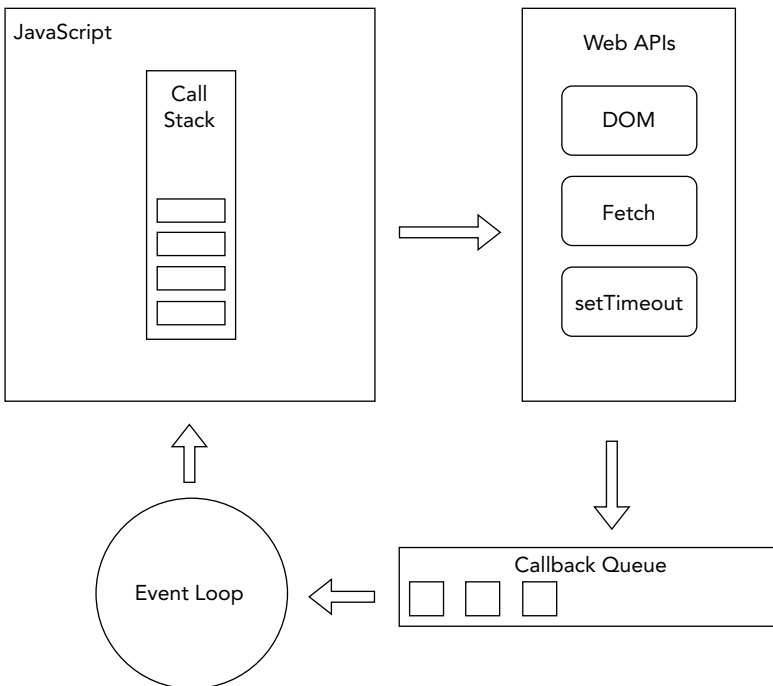 JavaScript
Call
Stack
Web APIs
DOM
Fetch
setTimeout
Event Loop
Callback Queue